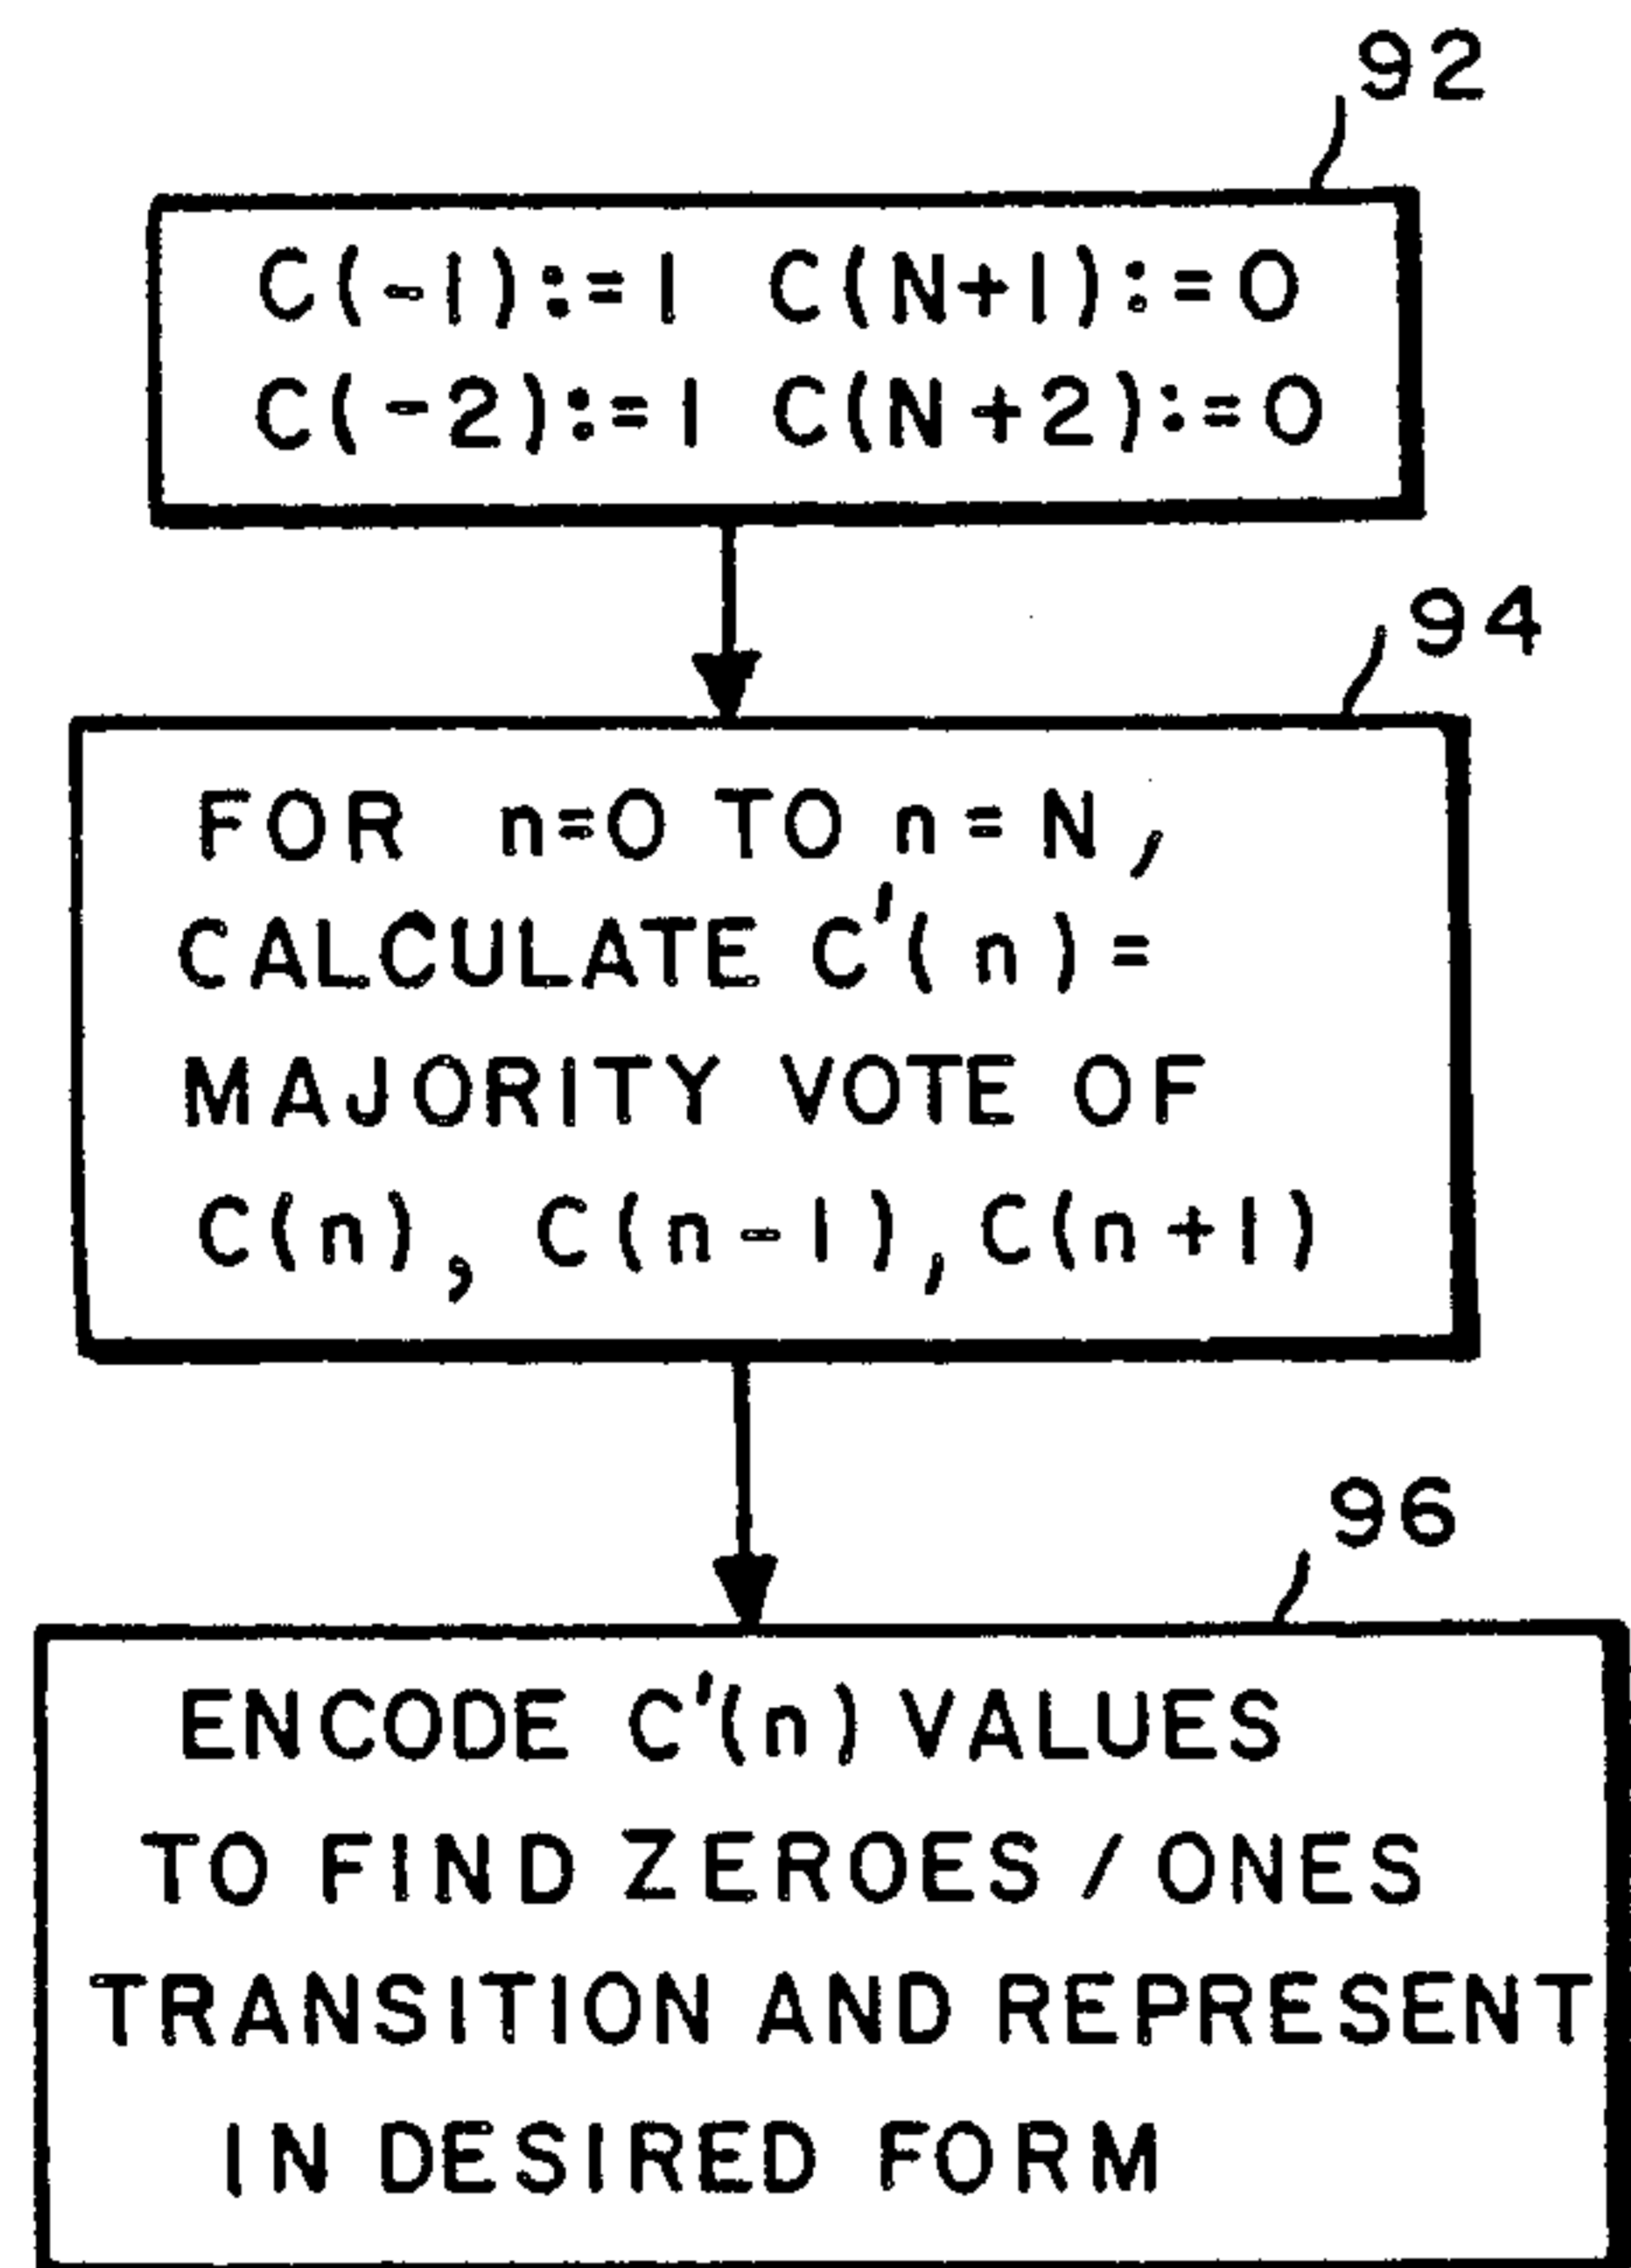 92
C(-1):=1 C(N+1):=0
C(-2):=1 C(N+2):=0
94
FOR n=0 TO n=N,
CALCULATE C'(n)=
MAJORITY VOTE OF
C(n), C(n-1), C(n+1)
96
ENCODE C'(n) VALUES
TO FIND ZEROES / ONES
TRANSITION AND REPRESENT
IN DESIRED FORM